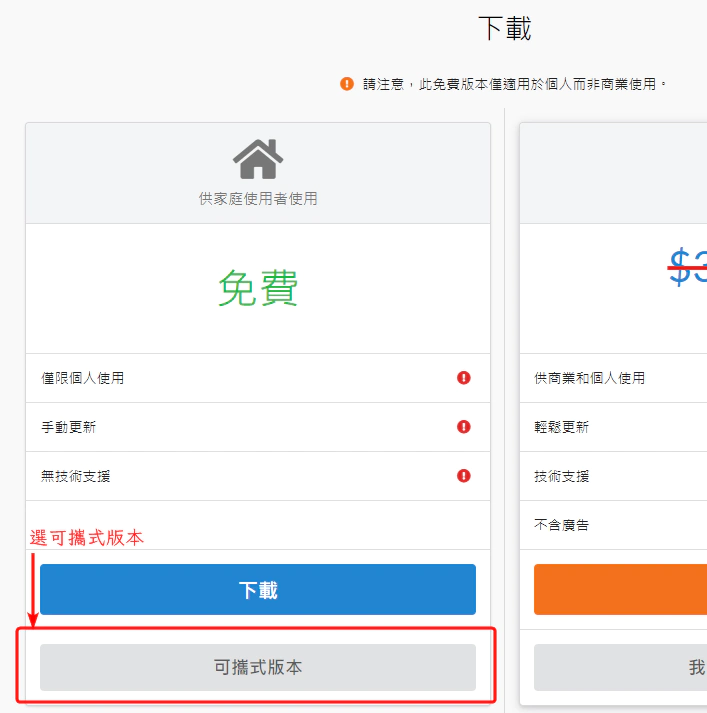 下載
請注意，此免費版本僅適用於個人而非商業使用。
供家庭使用者使用
免費
$3
僅限個人使用
供商業和個人使用
手動更新
輕鬆更新
無技術支援
技術支援
不含廣告
選可攜式版本
下載
可攜式版本
我